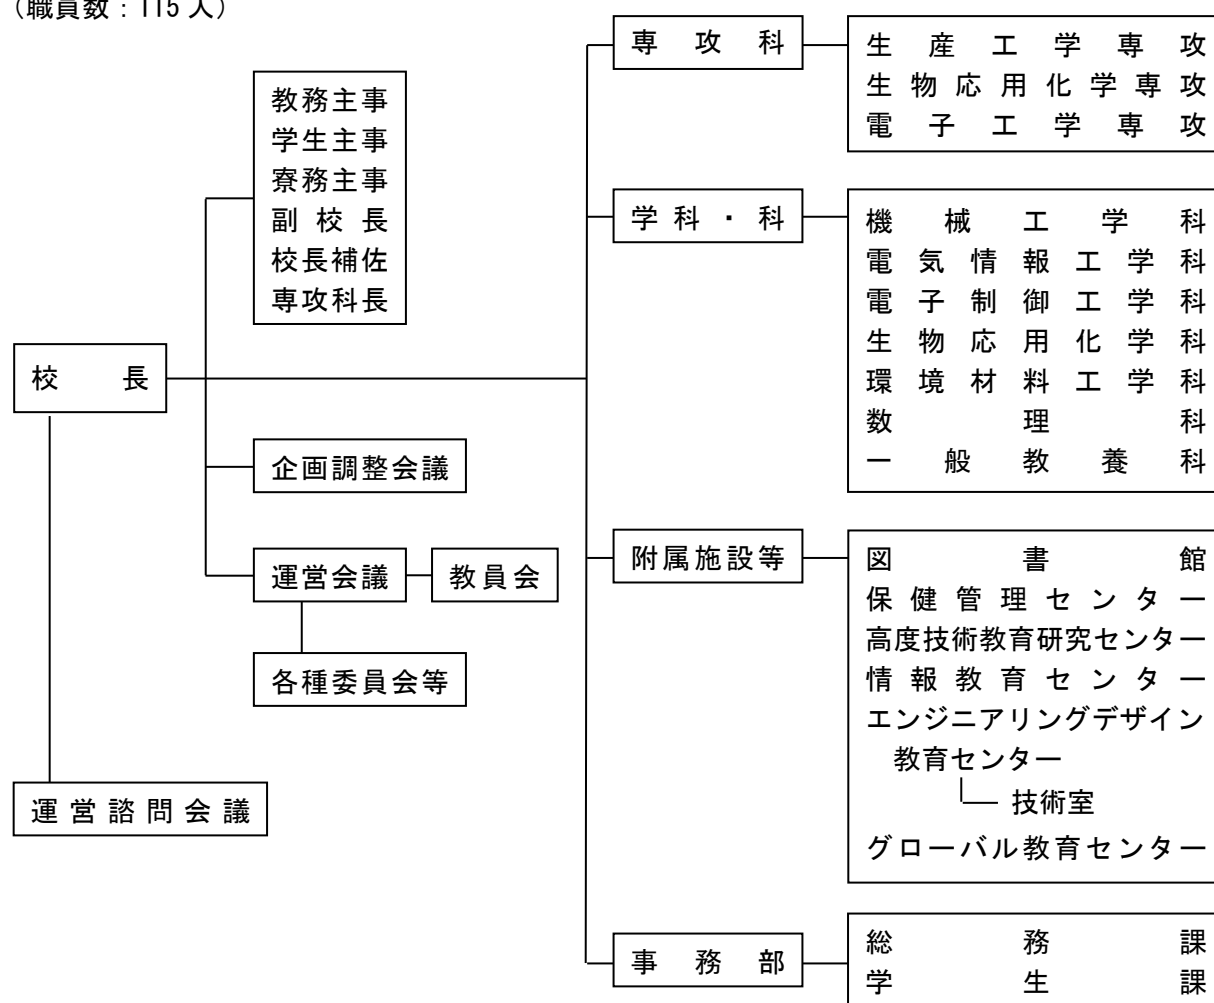 （職員数：115 人）
専攻科
生産工学専攻
生物応用化学専攻
電子工学専攻
教務主事
学生主事
寮務主事
副校長
校長補佐
専攻科長
学科・科
機械工学科
電気情報工学科
電子制御工学科
生物応用化学科
環境材料工学科
数理科
一般教養科
校長
企画調整会議
運営会議
教員会
各種委員会等
附属施設等
図書館
保健管理センター
高度技術教育研究センター
情報教育センター
エンジニアリングデザイン
教育センター
技術室
グローバル教育センター
運営諮問会議
事務部
総務課
学生課